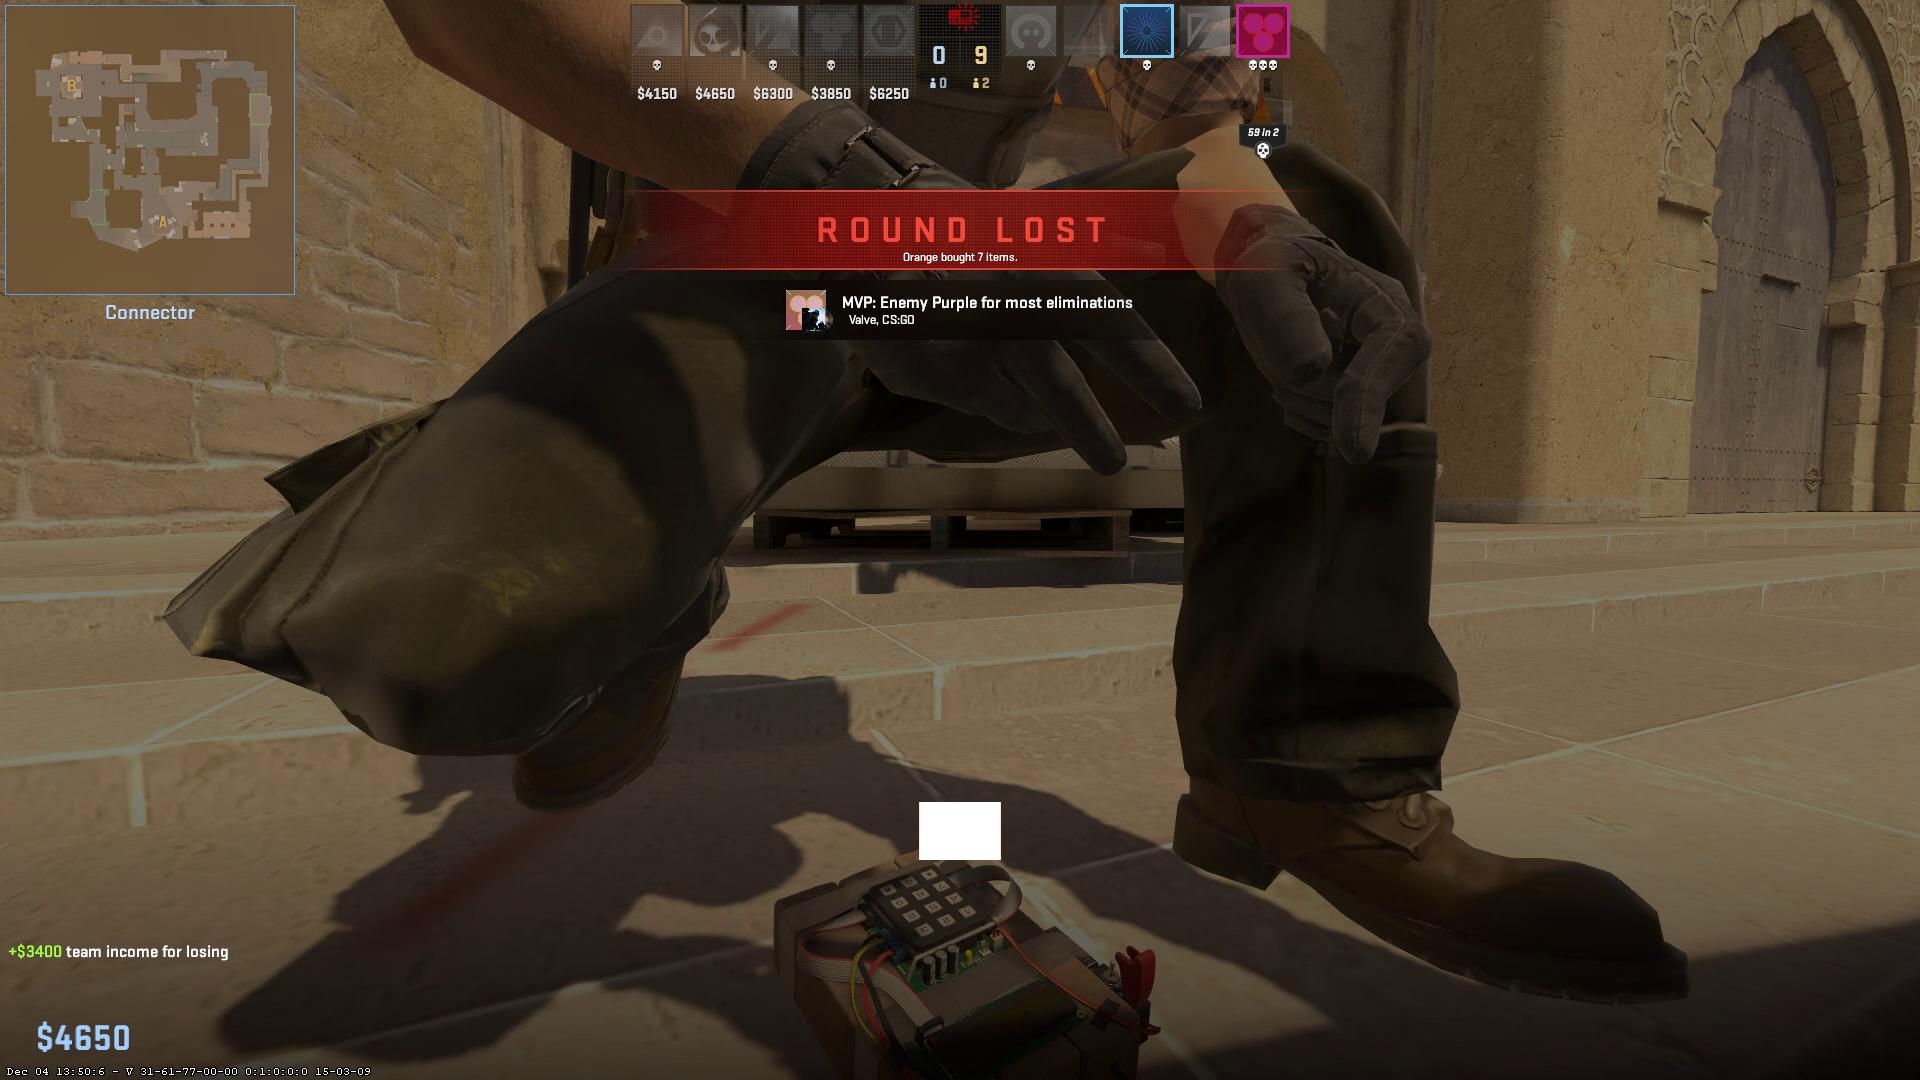 B
A
Connector
0 9
0 2
$4150 $4650 $6300 $3850 $6250
59 in 2
ROUND LOST
Orange bought 7 items.
MVP: Enemy Purple for most eliminations
Valve, CS:GO
+$3400 team income for losing
$4650
Dec 04 13:50:6 - V 31-61-77-00-00 0:1:0:0:0 15-03-09